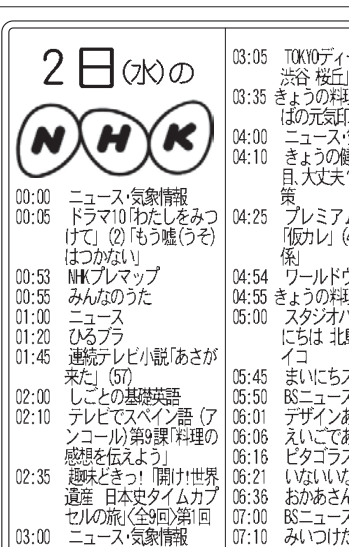 2日(水)の
NHK
00:00 ニュース・気象情報
00:05 ドラマ10「わたしをみつ
けて」(2)「もう嘘(うそ)
はつかない」
00:53 NHKプレマップ
00:55 みんなのうた
01:00 ニュース
01:20 ひるブラ
01:45 連続テレビ小説「あさが
来た」(57)
02:00 しごとの基礎英語
02:10 テレビでスペイン語(ア
ンコール)第9課「料理の
感想を伝えよう」
02:35 趣味どきっ!「開け!世界
遺産 日本史タイムカプ
セルの旅」<全9回>第1回
03:00 ニュース・気象情報
03:05 TOKYOディー
渋谷 桜丘」
03:35 きょうの料理
ばの元気印
04:00 ニュース・
04:10 きょうの健
目、大丈夫?
策
04:25 プレミアム
「仮カレ」(
係」
04:54 ワールドウ
04:55 きょうの料理
05:00 スタジオパ
にちは 北
イコ
05:45 まいにちス
05:50 BSニュース
06:01 デザインあ
06:06 えいごであ
06:16 ピタゴラス
06:21 いないいな
06:36 おかあさん
07:00 BSニュース
07:10 みいつけた